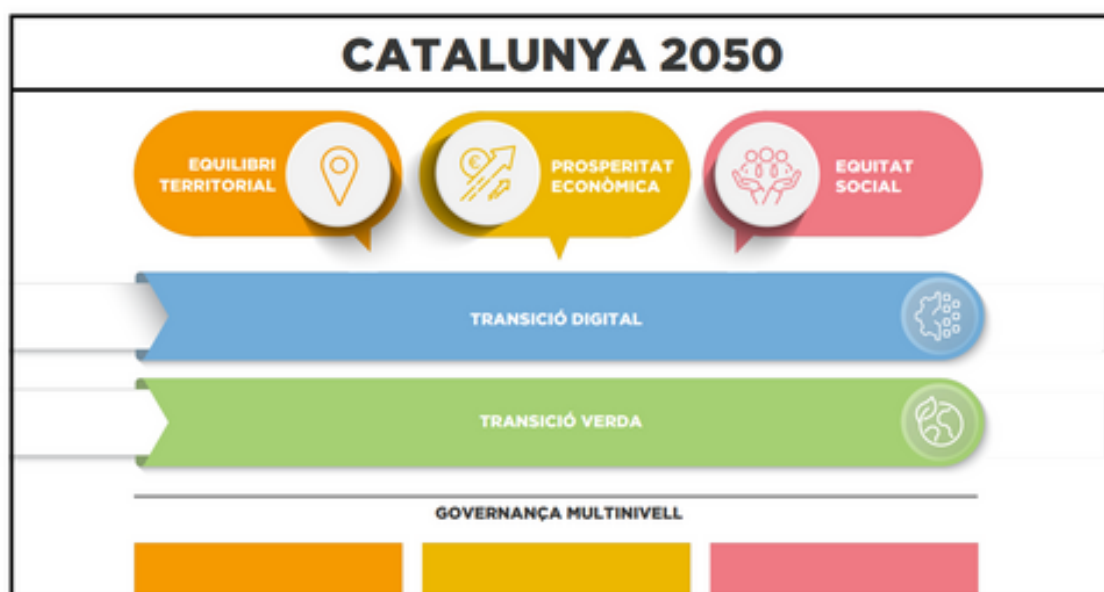 CATALUNYA 2050
EQUILIBRI
TERRITORIAL
PROSPERITAT
ECONÒMICA
EQUITAT
SOCIAL
TRANSICIÓ DIGITAL
TRANSICIÓ VERDA
GOVERNANÇA MULTINIVELL